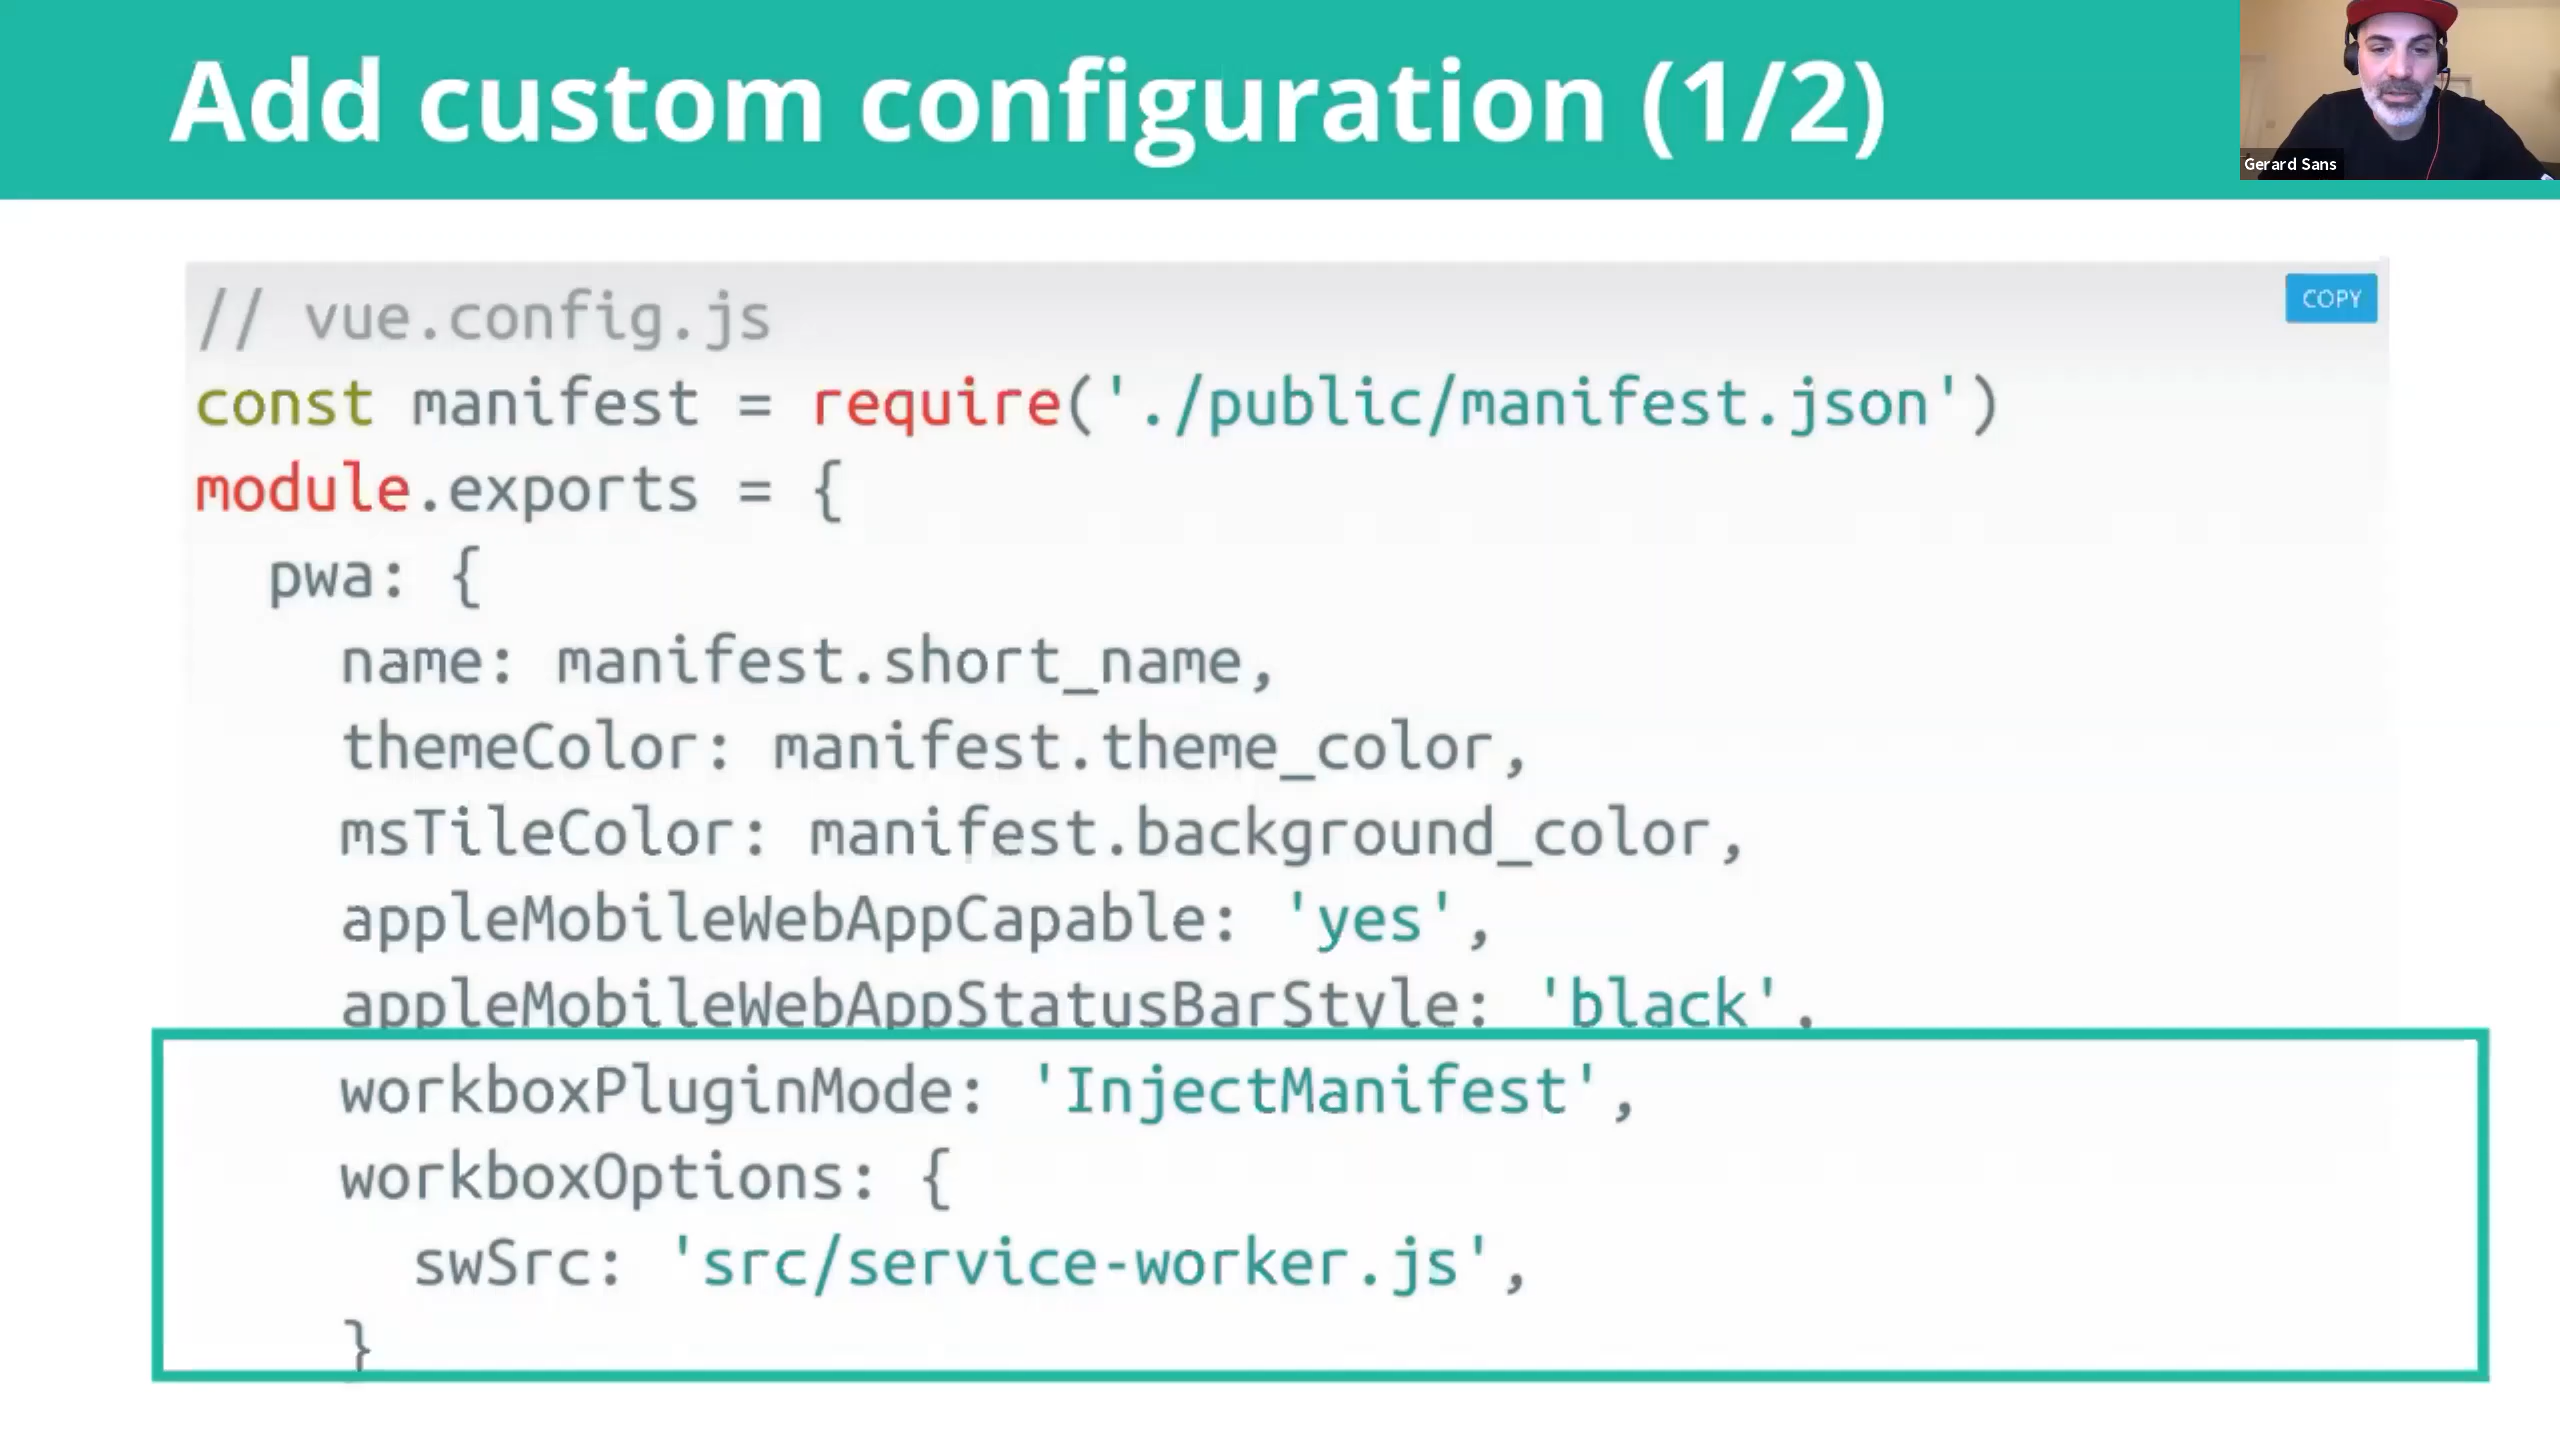 Add custom configuration (1/2)
Gerard Sans
COPY
// vue.config.js
const manifest = require('./public/manifest.json')
module.exports = {
  pwa: {
    name: manifest.short_name,
    themeColor: manifest.theme_color,
    msTileColor: manifest.background_color,
    appleMobileWebAppCapable: 'yes',
    appleMobileWebAppStatusBarStyle: 'black',
    workboxPluginMode: 'InjectManifest',
    workboxOptions: {
      swSrc: 'src/service-worker.js',
    }